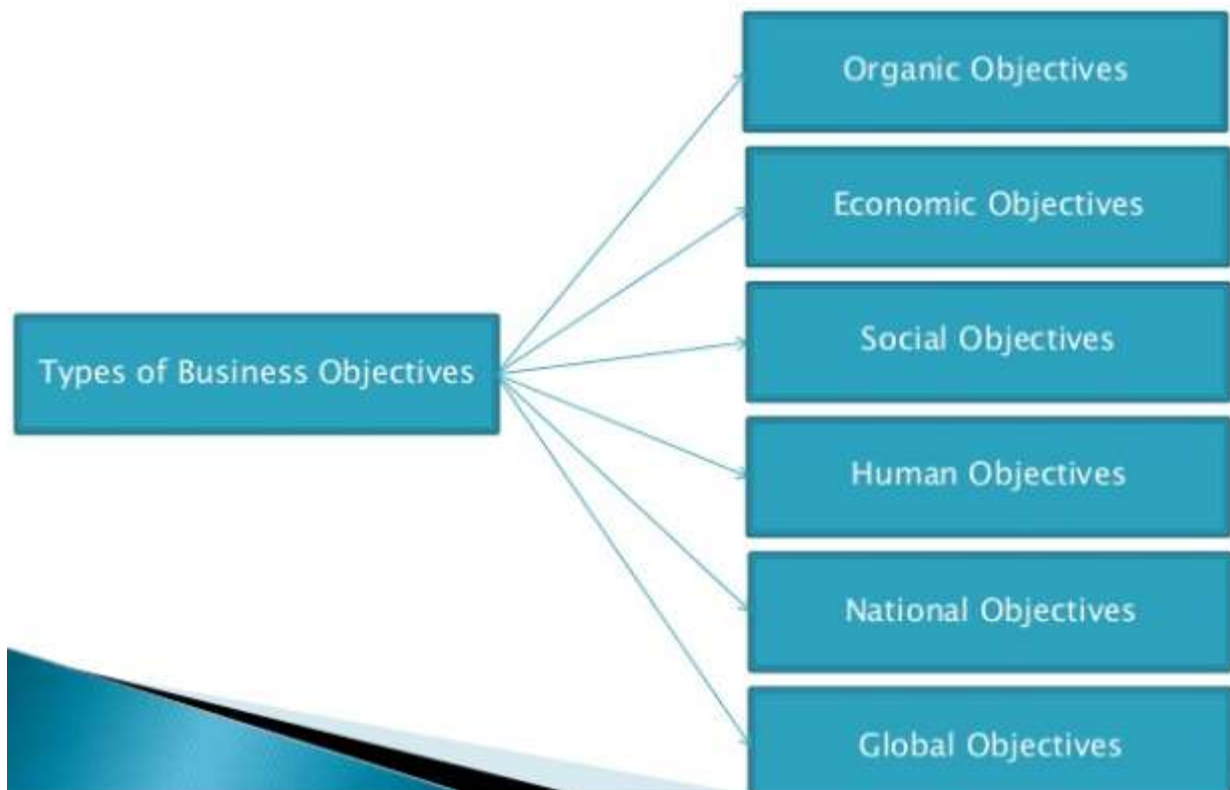 Types of Business Objectives
Organic Objectives
Economic Objectives
Social Objectives
Human Objectives
National Objectives
Global Objectives